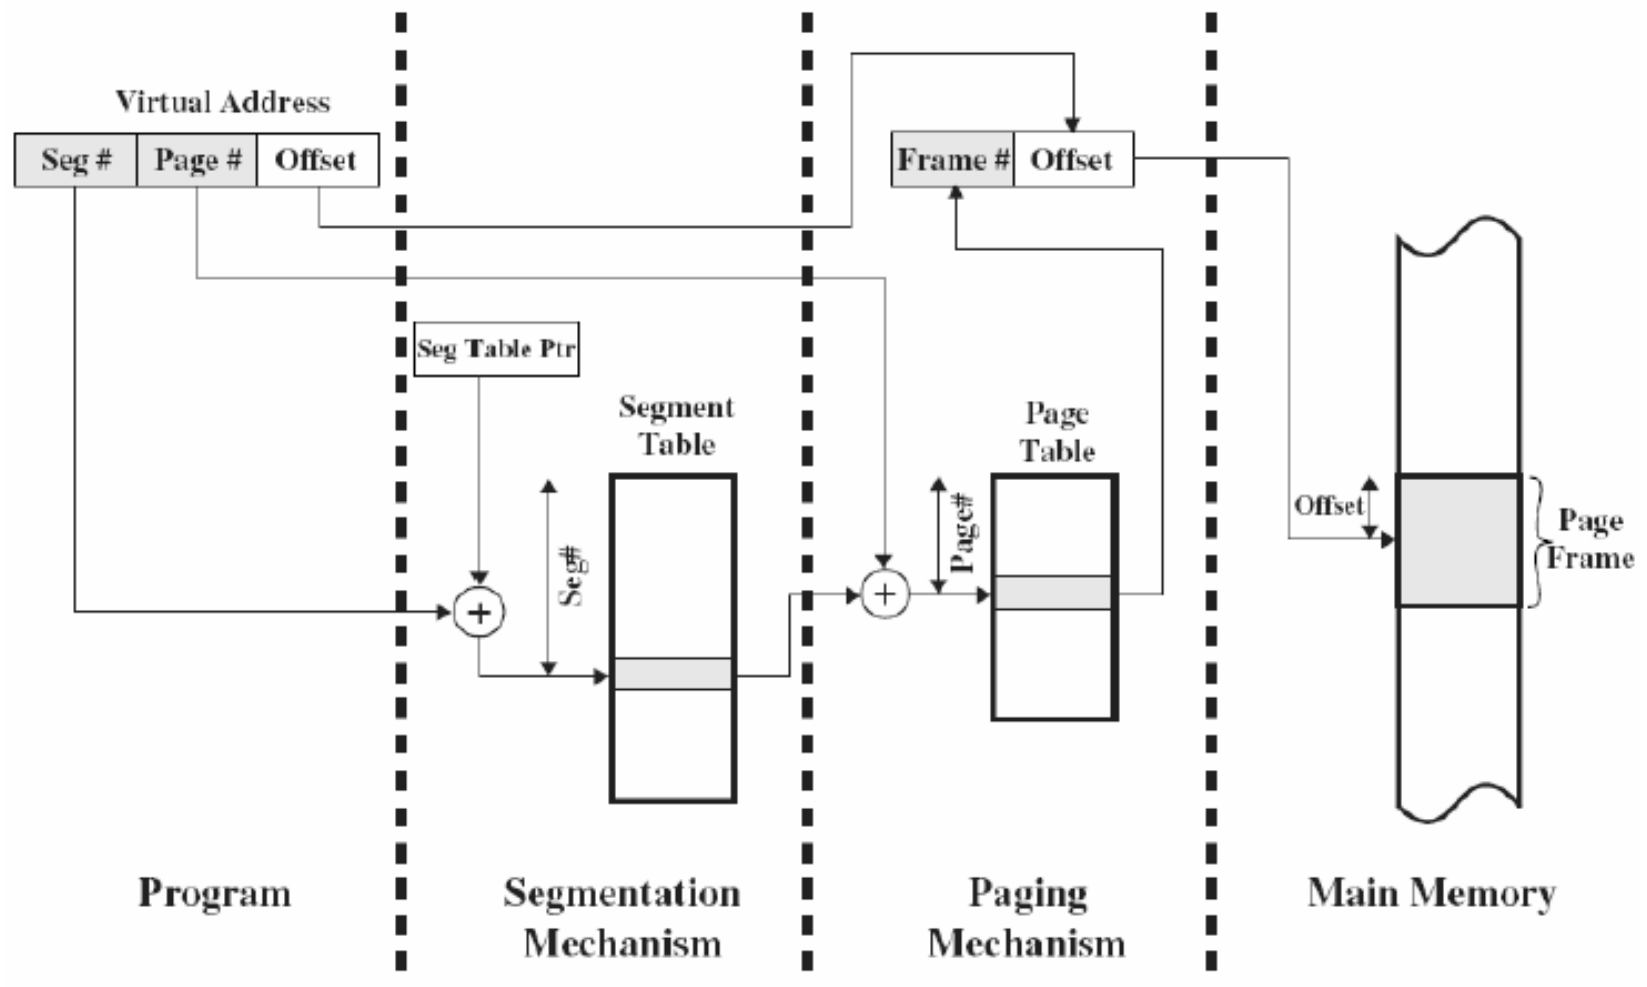 Virtual Address
Seg #
Page #
Offset
Frame #
Offset
Seg Table Ptr
Segment
Table
Page
Table
Seg#
Page#
Offset
Page
Frame
Program
Segmentation
Mechanism
Paging
Mechanism
Main Memory